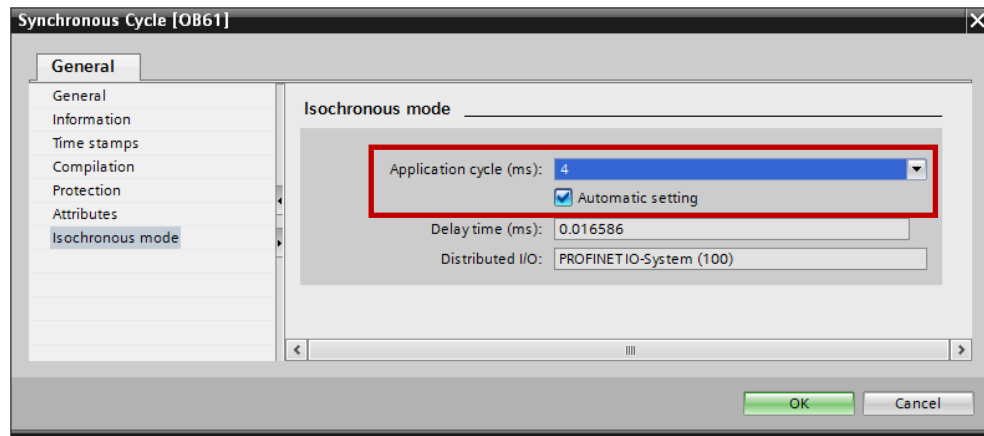 Synchronous Cycle [OB61]
General
General
Information
Time stamps
Compilation
Protection
Attributes
Isochronous mode
Isochronous mode
Application cycle (ms): 4
Automatic setting
Delay time (ms): 0.016586
Distributed I/O: PROFINET IO-System (100)
OK Cancel